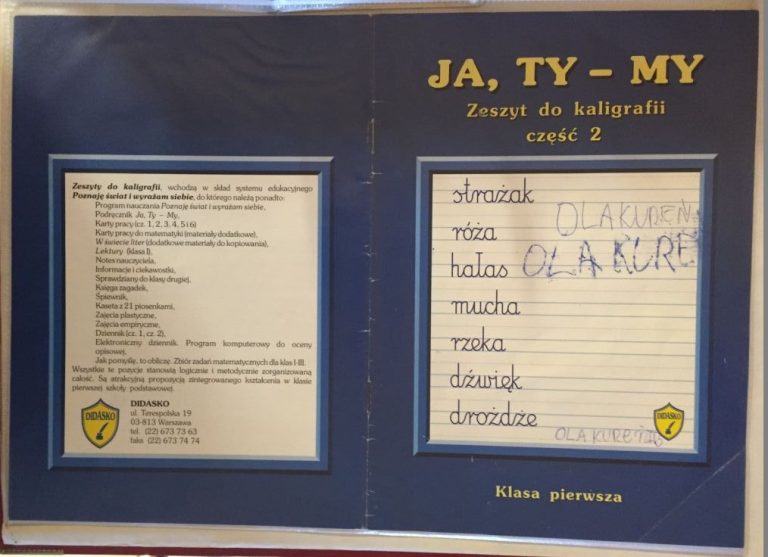 Zeszyty do kaligrafii, wchodzą w skład systemu edukacyjnego
Poznaję świat i wyrażam siebie, do którego należą ponadto:
Program nauczania Poznaję świat i wyrażam siebie,
Podręcznik Ja, Ty – My,
Karty pracy (cz. 1, 2, 3, 4, 5 i 6)
Karty pracy do matematyki (materiały dodatkowe),
W świecie liter (dodatkowe materiały do kopiowania),
Lektury (klasa I),
Notes nauczyciela,
Informacje i ciekawostki,
Sprawdziany do klasy drugiej,
Księga zagadek,
Śpiewnik,
Kaseta z 21 piosenkami,
Zajęcia plastyczne,
Zajęcia empiryczne,
Dziennik (cz. 1, cz. 2),
Elektroniczny dziennik. Program komputerowy do oceny
opisowej,
Jak pomyślę, to obliczę. Zbiór zadań matematycznych dla klas I-III.
Wszystkie te pozycje stanowią logicznie i metodycznie zorganizowaną
całość. Są atrakcyjną propozycją zintegrowanego kształcenia w klasie
pierwszej szkoły podstawowej.
DIDASKO
DIDASKO
ul. Terespolska 19
03-813 Warszawa
tel. (22) 673 73 63
faks (22) 673 74 74
JA, TY – MY
Zeszyt do kaligrafii
część 2
strażak
OLA KUREŃ
róża
hałas OLA KURE
mucha
rzeka
dźwięk
drożdże
DIDASKO
OLA
Klasa pierwsza